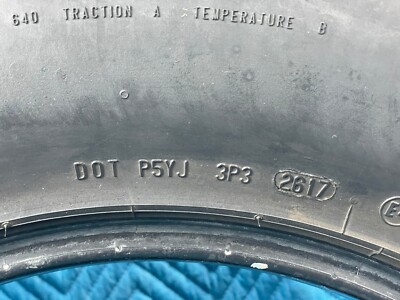 640 TRACTION A TEMPERATURE B
DOT P5YJ 3P3 2617